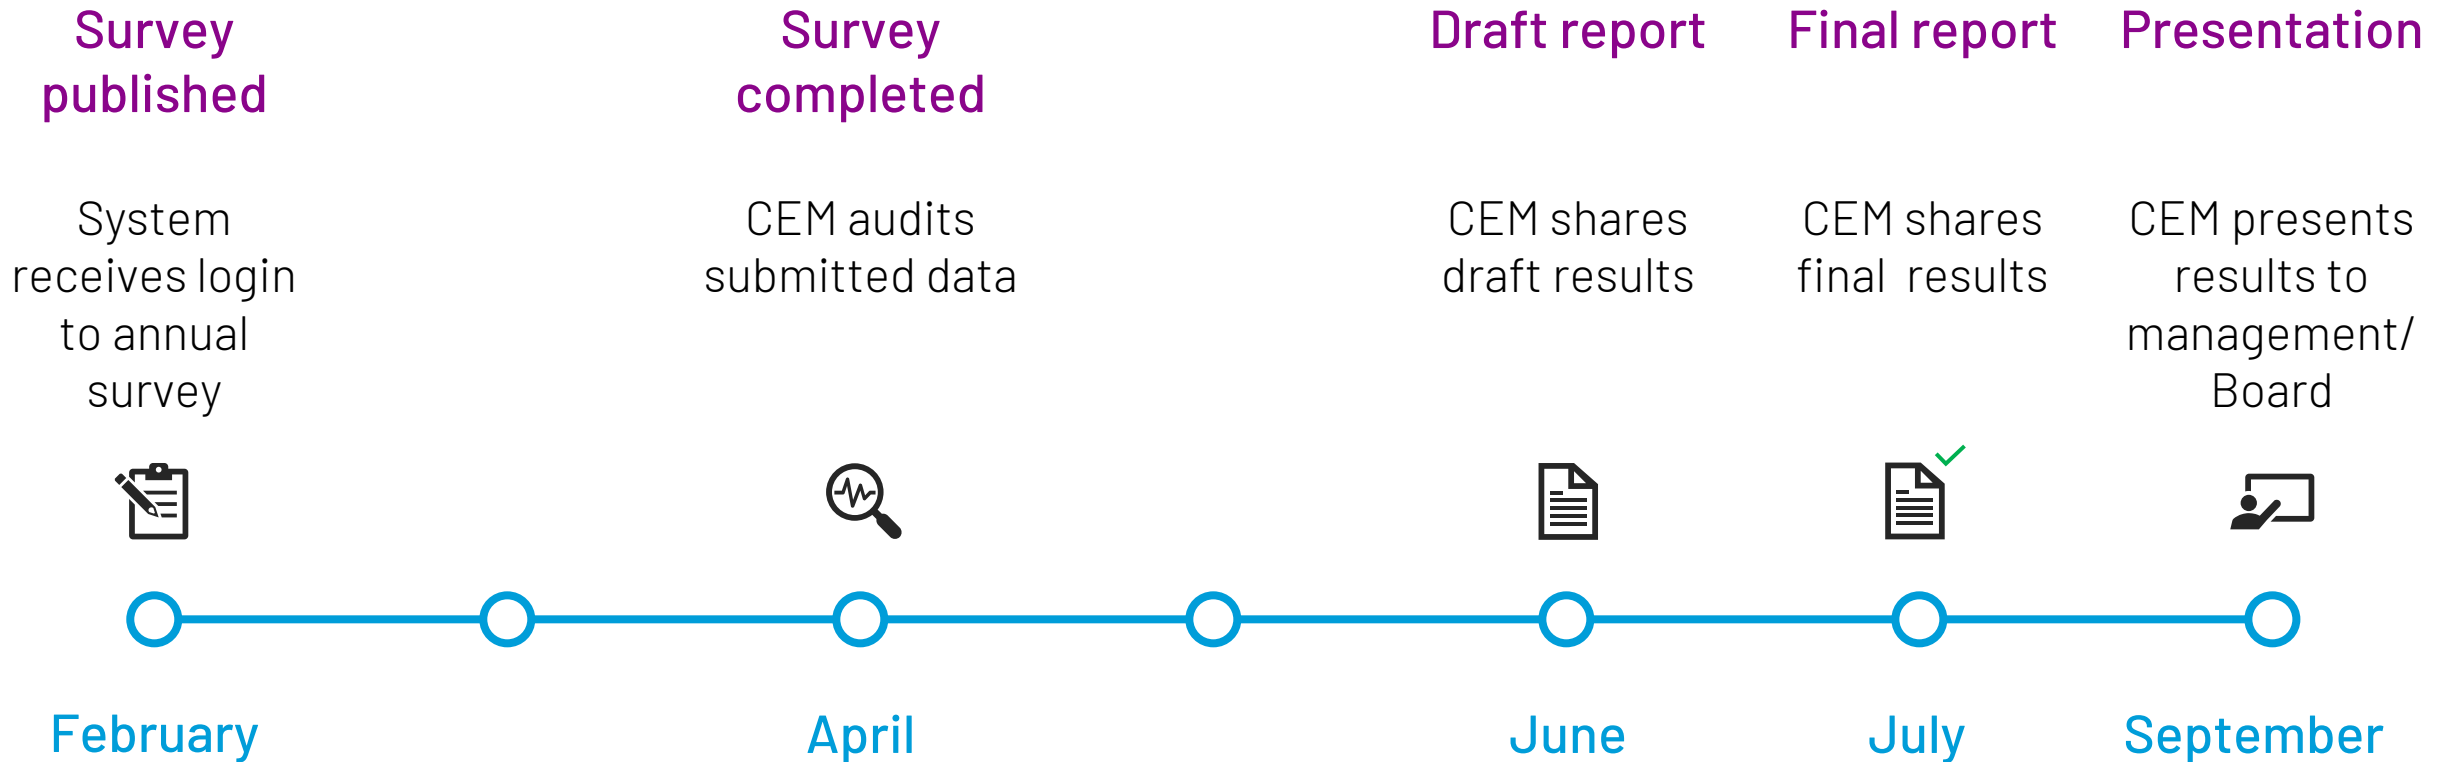 Survey
published
System
receives login
to annual
survey
February
Survey
completed
CEM audits
submitted data
April
Draft report
CEM shares
draft results
June
Final report
CEM shares
final  results
July
Presentation
CEM presents
results to
management/
Board
September